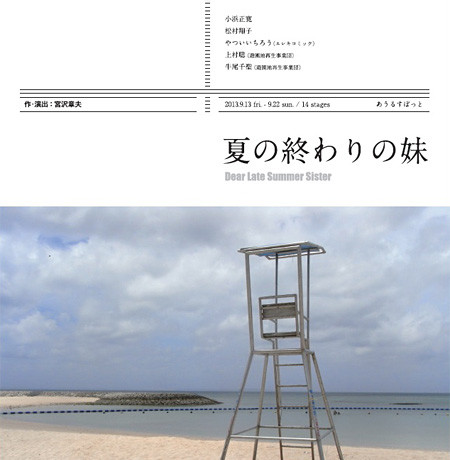 小浜正寛
松村翔子
やついいちろう(エレキコミック)
上村聡(遊園地再生事業団)
牛尾千聖(遊園地再生事業団)
作・演出：宮沢章夫
2013.9.13 fri. - 9.22 sun. / 14 stages
あうるすぽっと
夏の終わりの妹
Dear Late Summer Sister